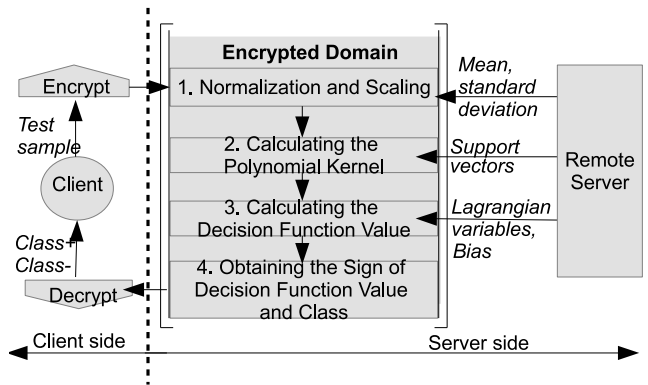 Encrypted Domain
Encrypt
1. Normalization and Scaling
Mean,
standard
deviation
Test
sample
2. Calculating the
Polynomial Kernel
Support
vectors
Remote
Server
Client
3. Calculating the
Decision Function Value
Lagrangian
variables,
Bias
Class+
Class-
4. Obtaining the Sign of
Decision Function Value
and Class
Decrypt
Client side
Server side